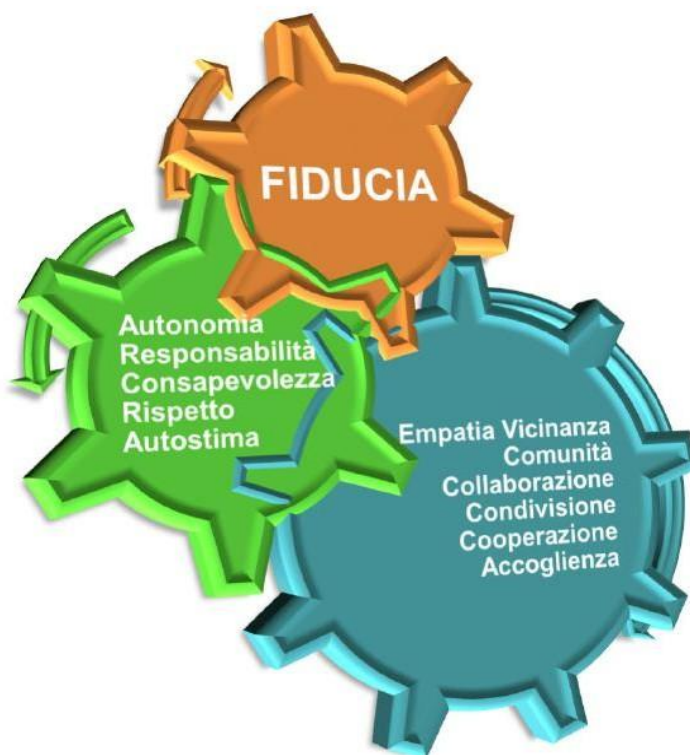 FIDUCIA
Autonomia
Responsabilità
Consapevolezza
Rispetto
Autostima
Empatia Vicinanza
Comunità
Collaborazione
Condivisione
Cooperazione
Accoglienza